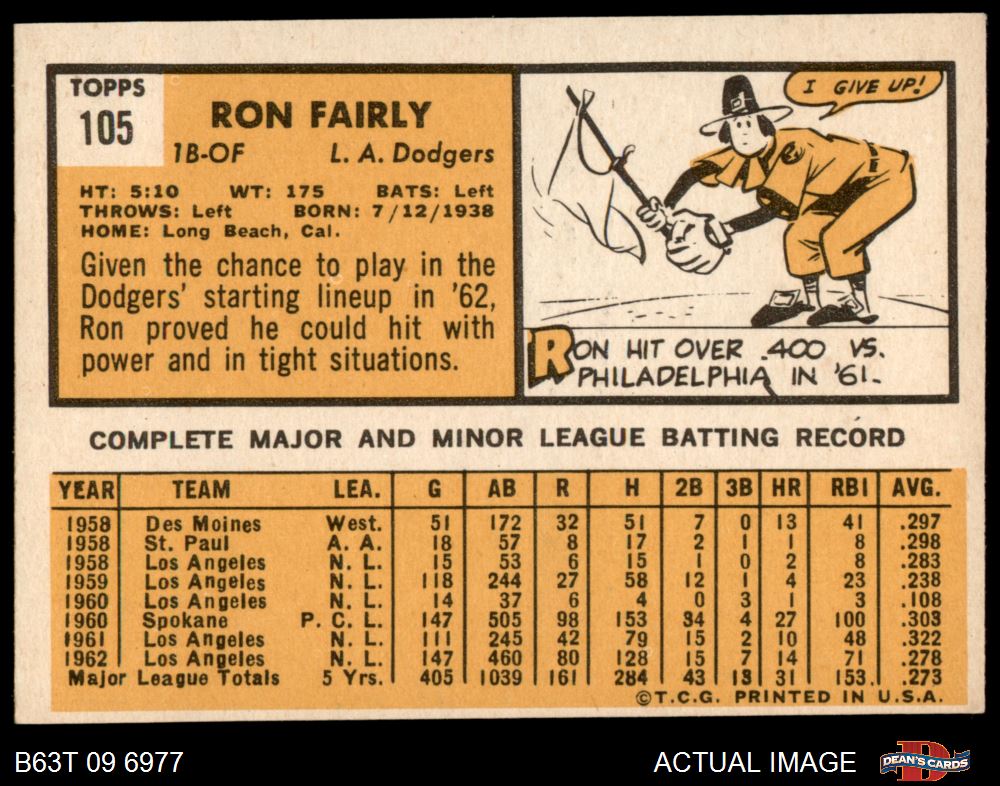 TOPPS
105
RON FAIRLY
1B-OF L. A. Dodgers
HT: 5:10 WT: 175 BATS: Left
THROWS: Left BORN: 7/12/1938
HOME: Long Beach, Cal.
Given the chance to play in the
Dodgers' starting lineup in '62,
Ron proved he could hit with
power and in tight situations.
I GIVE UP!
RON HIT OVER .400 VS.
PHILADELPHIA IN '61.
COMPLETE MAJOR AND MINOR LEAGUE BATTING RECORD
YEAR TEAM LEA. G AB R H 2B 3B HR RBI AVG.
1958 Des Moines West. 51 172 32 51 7 0 13 41 .297
1958 St. Paul A. A. 18 57 8 17 2 1 1 8 .298
1958 Los Angeles N. L. 15 53 6 15 1 0 2 8 .283
1959 Los Angeles N. L. 118 244 27 58 12 1 4 23 .238
1960 Los Angeles N. L. 14 37 6 4 0 3 1 3 .108
1960 Spokane P. C. L. 147 505 98 153 34 4 27 100 .303
1961 Los Angeles N. L. 111 245 42 79 15 2 10 48 .322
1962 Los Angeles N. L. 147 460 80 128 15 7 14 71 .278
Major League Totals 5 Yrs. 405 1039 161 284 43 13 31 153 .273
©T.C.G. PRINTED IN U.S.A.
B63T 09 6977 ACTUAL IMAGE DEAN'S CARDS